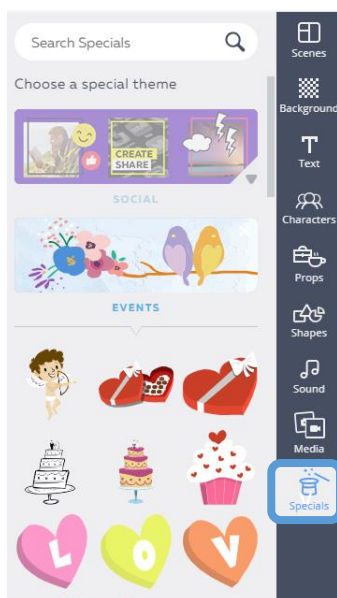 Search Specials
Choose a special theme
CREATE
SHARE
SOCIAL
EVENTS
L
O
V
Scenes
Background
Text
Characters
Props
Shapes
Sound
Media
Specials